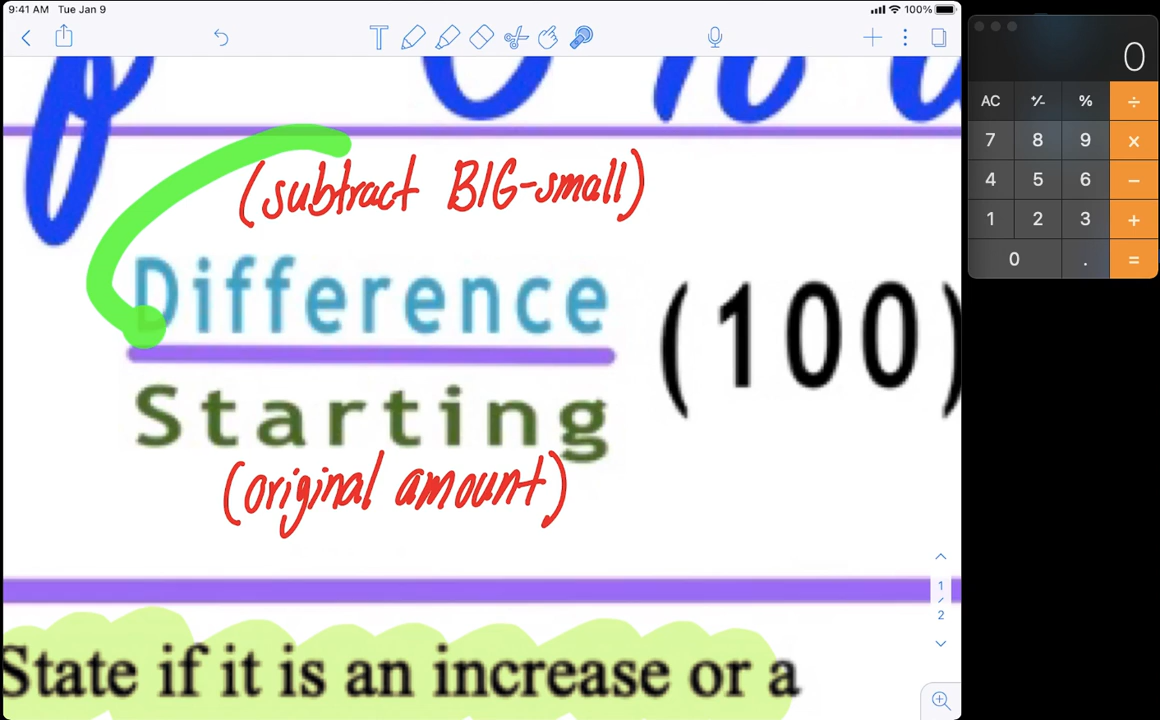 9:41 AM Tue Jan 9
100%
(subtract BIG-small)
Difference
(100)
Starting
(original amount)
State if it is an increase or a
1
2
0
AC +/- % ÷
7 8 9 ×
4 5 6 −
1 2 3 +
0 . =